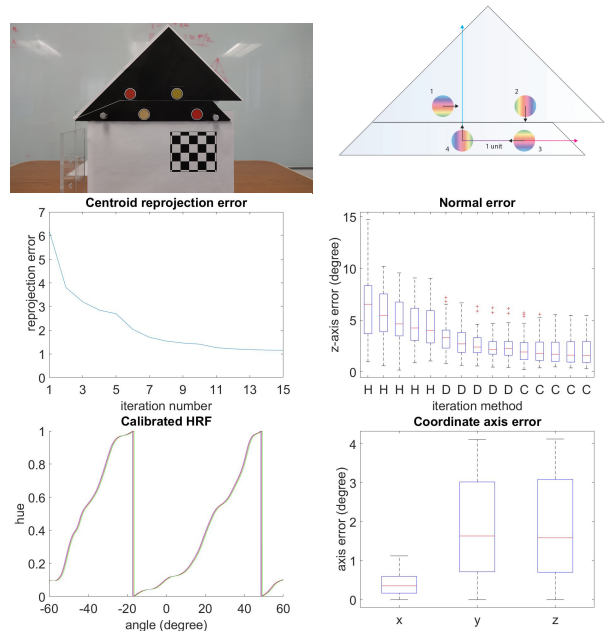 1
2
4
1 unit
3
Centroid reprojection error
reprojection error
7
6
5
4
3
2
1
0
1 3 5 7 9 11 13 15
iteration number
Normal error
z-axis error (degree)
15
10
5
0
H H H H H D D D D D C C C C C
iteration method
Calibrated HRF
hue
1
0.8
0.6
0.4
0.2
0
-60 -40 -20 0 20 40 60
angle (degree)
Coordinate axis error
axis error (degree)
4
3
2
1
0
x y z